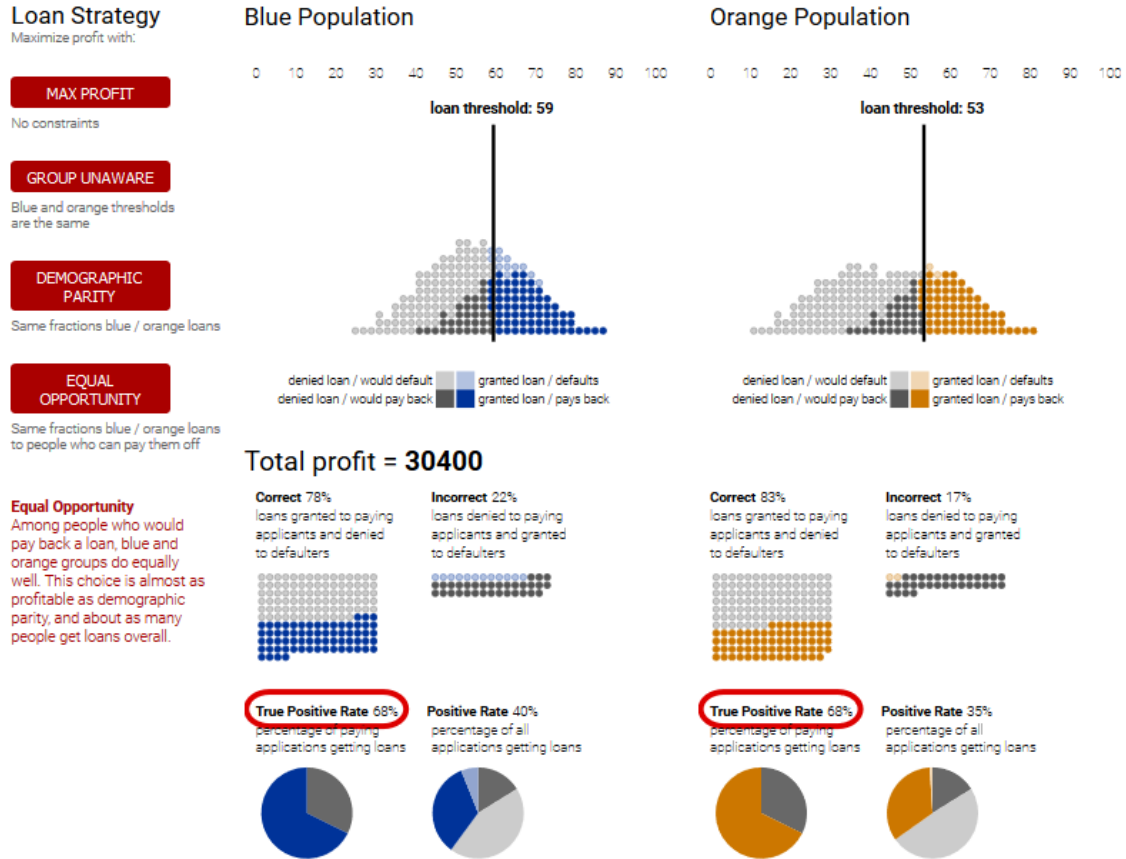 Loan Strategy
Maximize profit with:
MAX PROFIT
No constraints
GROUP UNAWARE
Blue and orange thresholds
are the same
DEMOGRAPHIC
PARITY
Same fractions blue / orange loans
EQUAL
OPPORTUNITY
Same fractions blue / orange loans
to people who can pay them off
Equal Opportunity
Among people who would
pay back a loan, blue and
orange groups do equally
well. This choice is almost as
profitable as demographic
parity, and about as many
people get loans overall.
Blue Population
0 10 20 30 40 50 60 70 80 90 100
loan threshold: 59
denied loan / would default
granted loan / defaults
denied loan / would pay back
granted loan / pays back
Orange Population
0 10 20 30 40 50 60 70 80 90 100
loan threshold: 53
denied loan / would default
granted loan / defaults
denied loan / would pay back
granted loan / pays back
Total profit = 30400
Correct 78%
loans granted to paying
applicants and denied
to defaulters
Incorrect 22%
loans denied to paying
applicants and granted
to defaulters
True Positive Rate 68%
percentage of paying
applications getting loans
Positive Rate 40%
percentage of all
applications getting loans
Correct 83%
loans granted to paying
applicants and denied
to defaulters
Incorrect 17%
loans denied to paying
applicants and granted
to defaulters
True Positive Rate 68%
percentage of paying
applications getting loans
Positive Rate 35%
percentage of all
applications getting loans